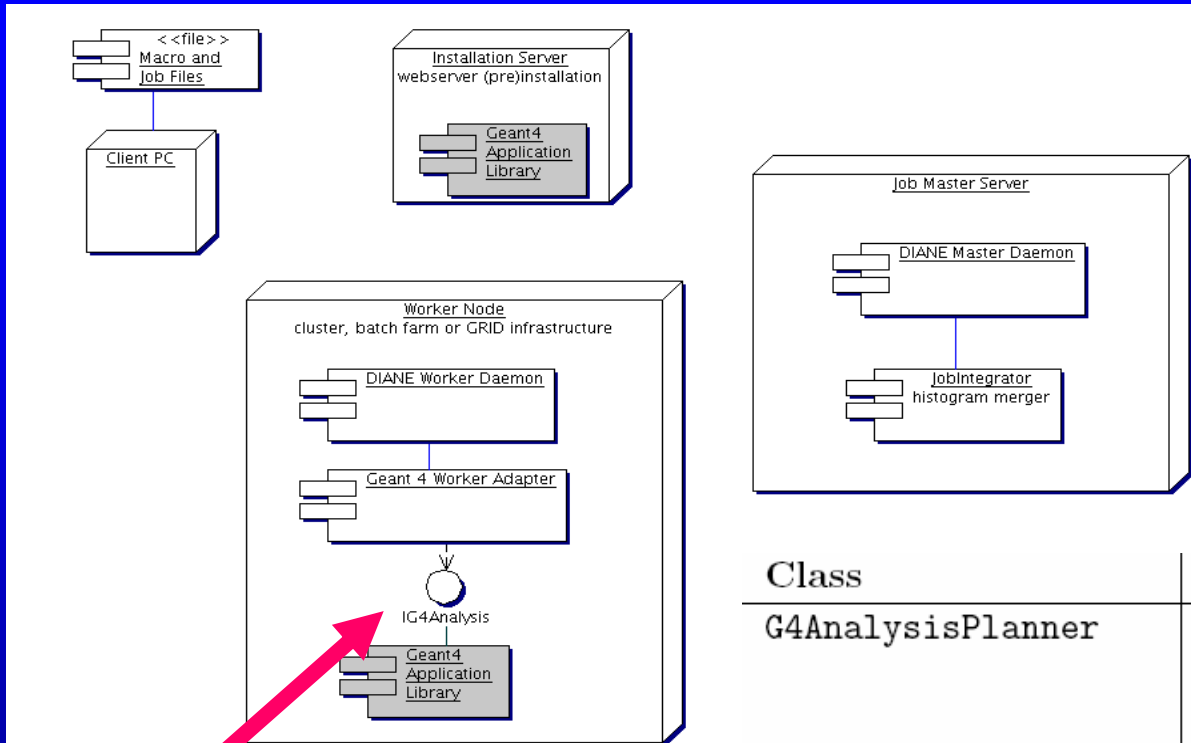 <<file>>
Macro and
Job Files
Client PC
Installation Server
webserver (pre)installation
Geant4
Application
Library
Job Master Server
DIANE Master Daemon
JobIntegrator
histogram merger
Worker Node
cluster, batch farm or GRID infrastructure
DIANE Worker Daemon
Geant 4 Worker Adapter
IG4Analysis
Geant4
Application
Library
Class
G4AnalysisPlanner